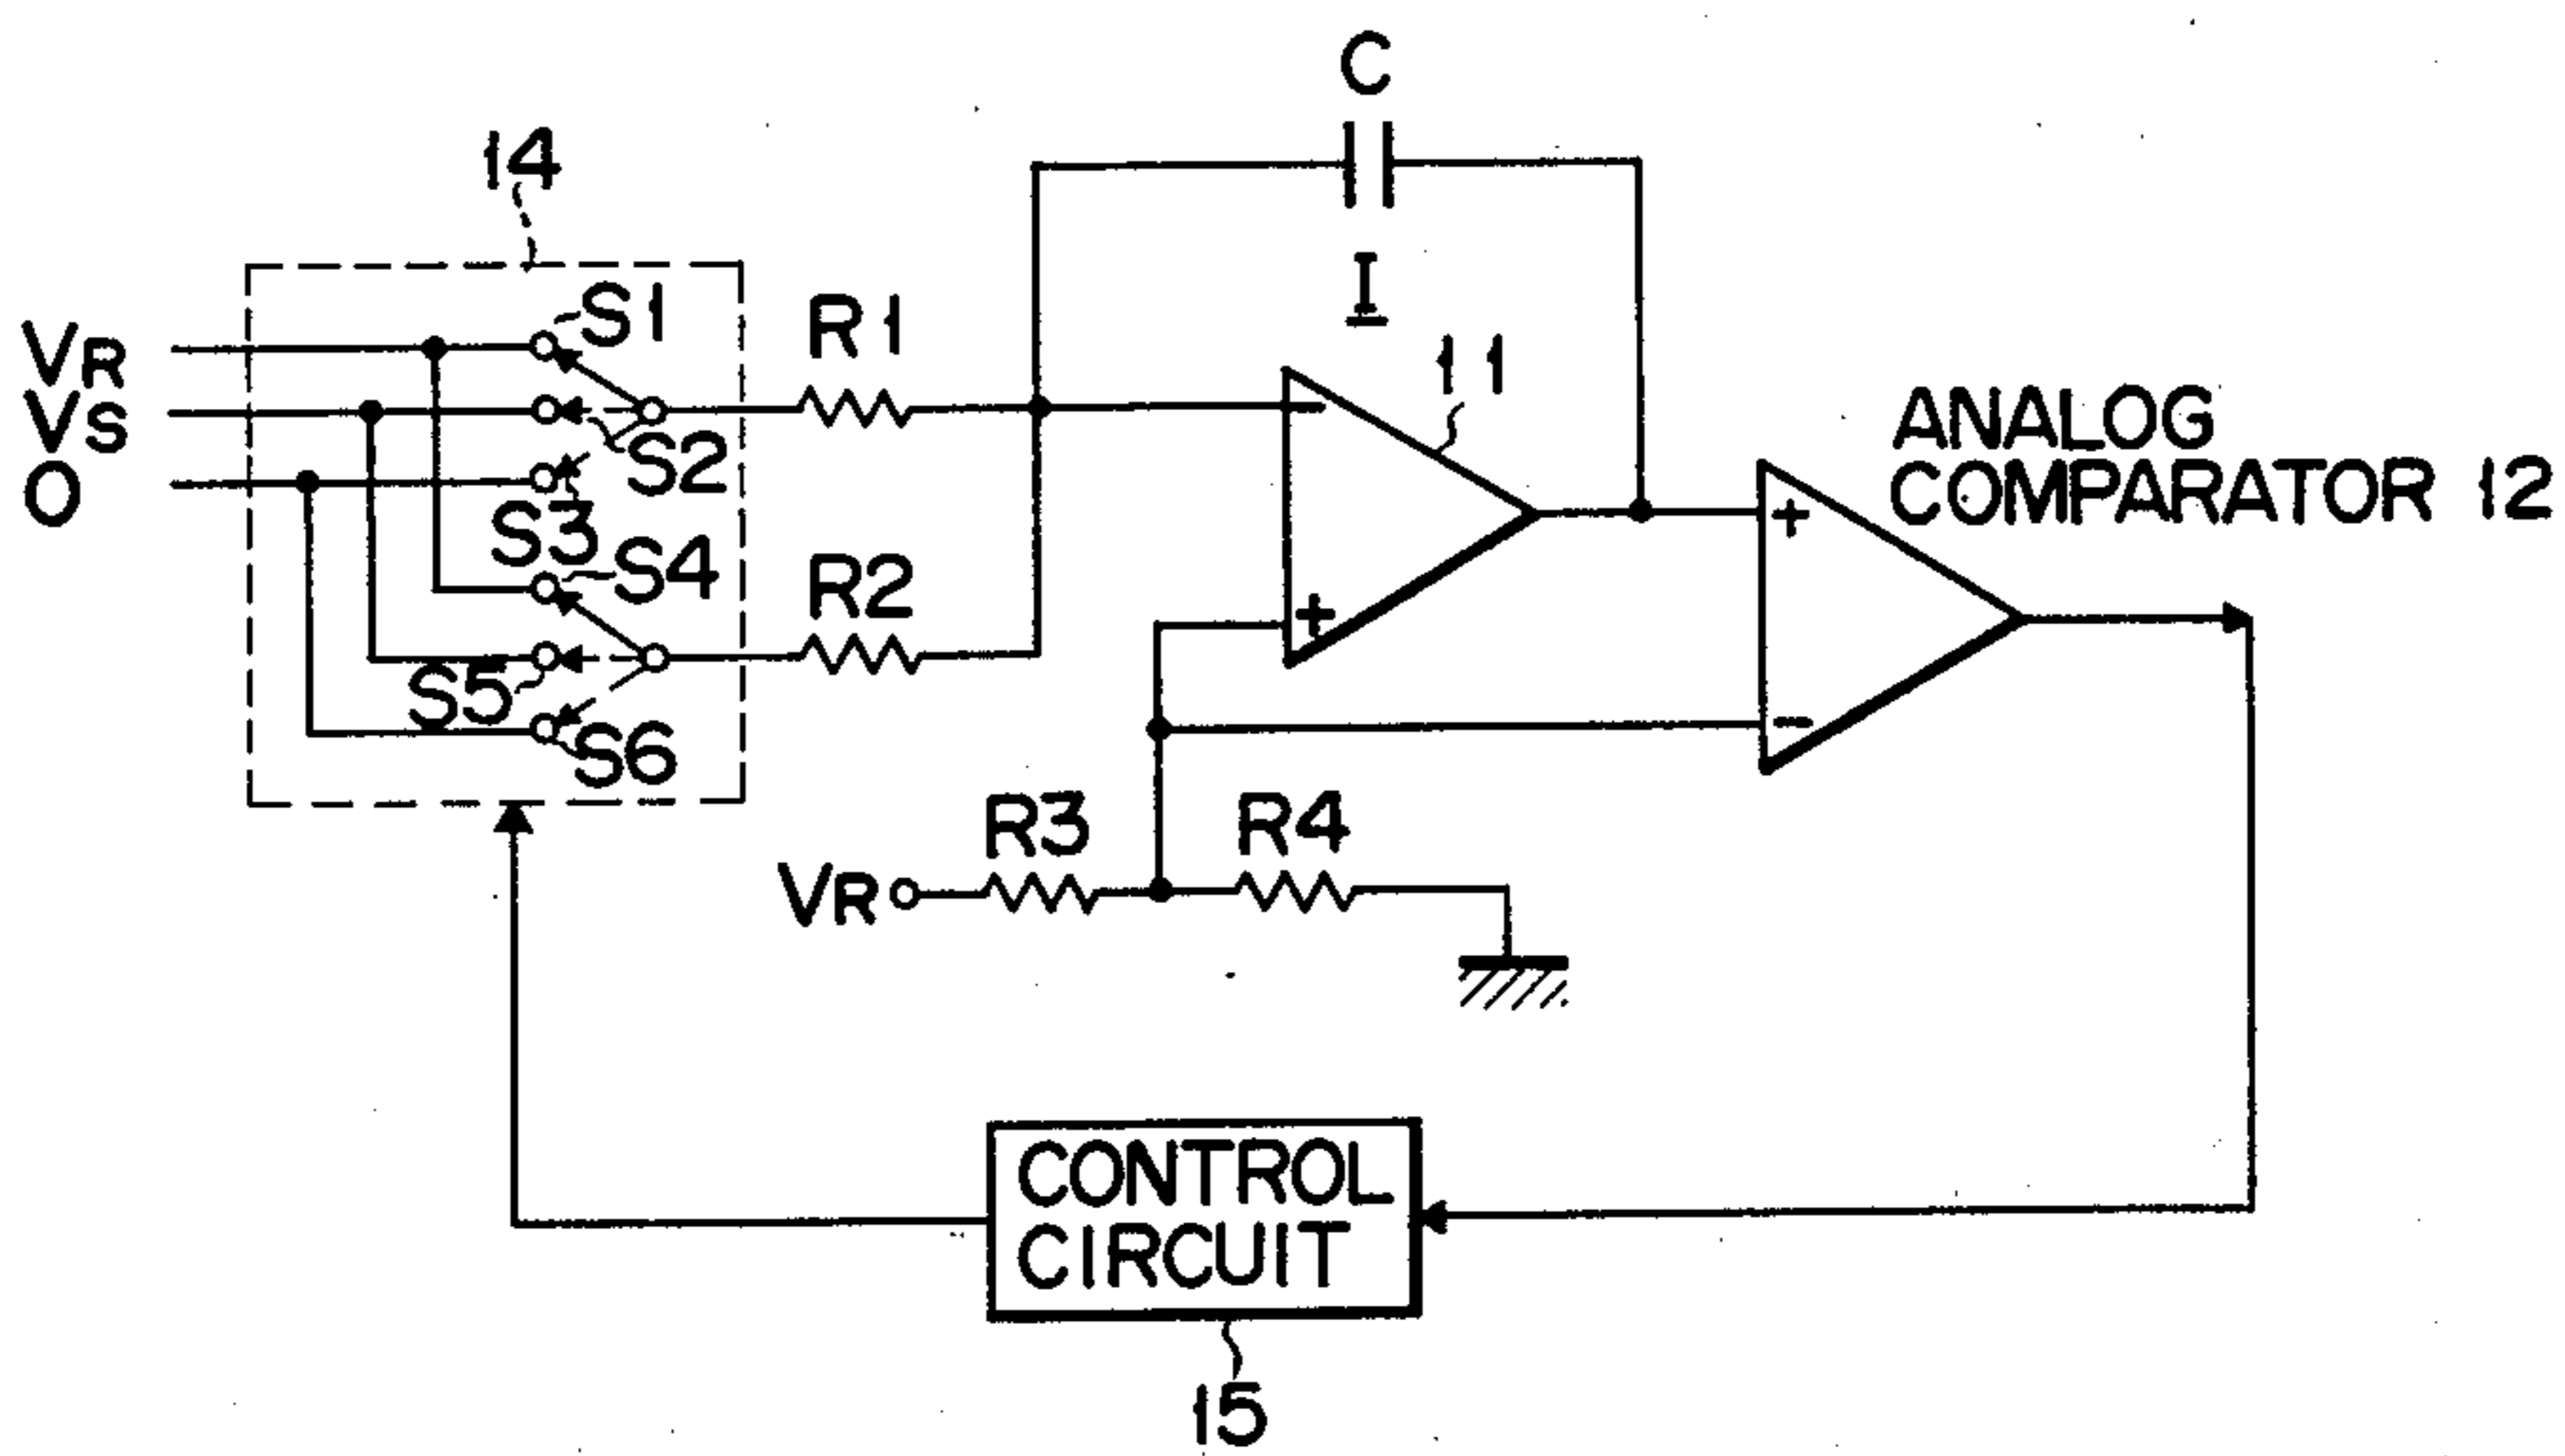 C
14
I
S1
R1
VR
11
VS
S2
ANALOG
O
COMPARATOR 12
S3
S4
R2
+
−
S5
+
S6
−
R3
R4
VR
CONTROL
CIRCUIT
15